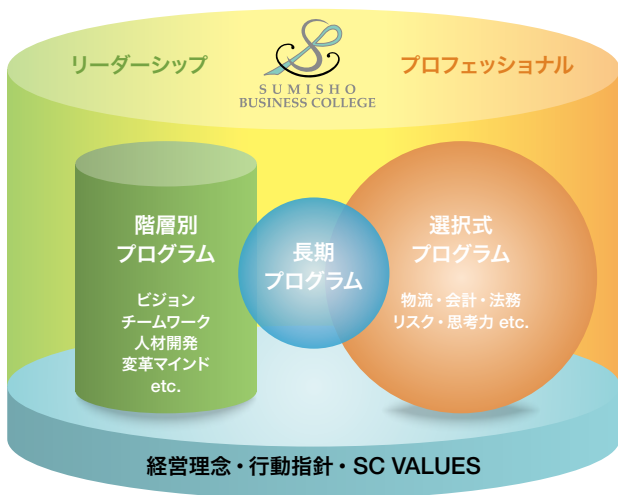 リーダーシップ
SUMISHO
BUSINESS COLLEGE
プロフェッショナル
階層別
プログラム
ビジョン
チームワーク
人材開発
変革マインド
etc.
長期
プログラム
選択式
プログラム
物流・会計・法務
リスク・思考力 etc.
経営理念・行動指針・SC VALUES